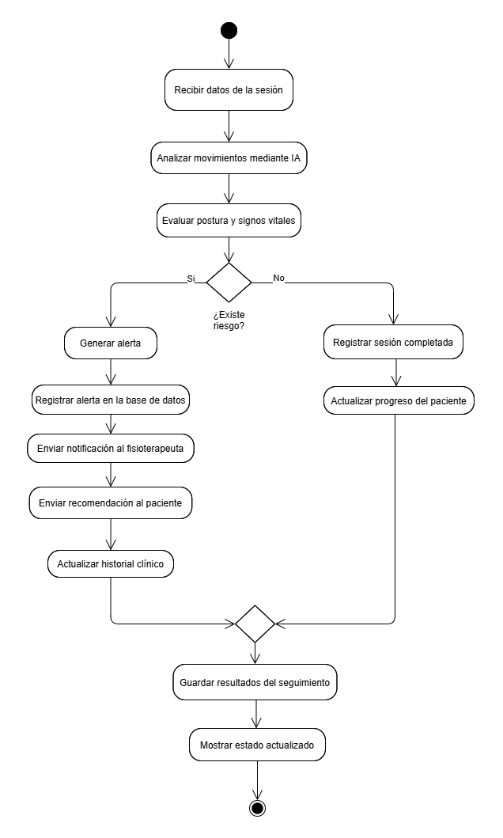 Recibir datos de la sesiòn
Analizar movimientos mediante IA
Evaluar postura y signos vitales
Si
No
¿Existe
riesgo?
Generar alerta
Registrar alerta en la base de datos
Enviar notificación al fisioterapeuta
Enviar recomendación al paciente
Actualizar historial clínico
Registrar sesión completada
Actualizar progreso del paciente
Guardar resultados del seguimiento
Mostrar estado actualizado